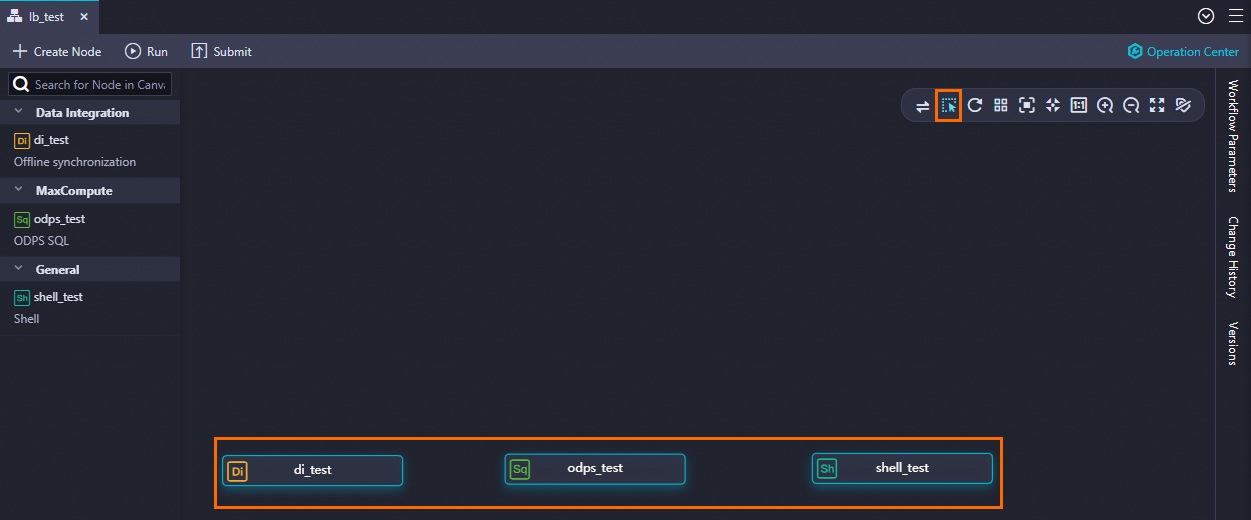 lb_test
Create Node
Run
Submit
Operation Center
Search for Node in Canv
Data Integration
Di di_test
Offline synchronization
MaxCompute
Sq odps_test
ODPS SQL
General
Sh shell_test
Shell
1:1
Workflow Parameters
Change History
Versions
Di di_test
Sq odps_test
Sh shell_test